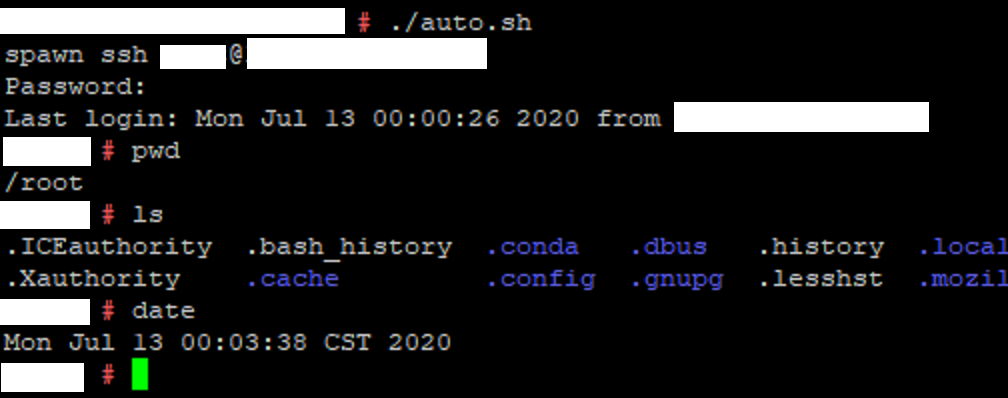 # ./auto.sh
spawn ssh @
Password:
Last login: Mon Jul 13 00:00:26 2020 from
# pwd
/root
# ls
.ICEauthority .bash_history .conda .dbus .history .local
.Xauthority .cache .config .gnupg .lesshst .mozil
# date
Mon Jul 13 00:03:38 CST 2020
#